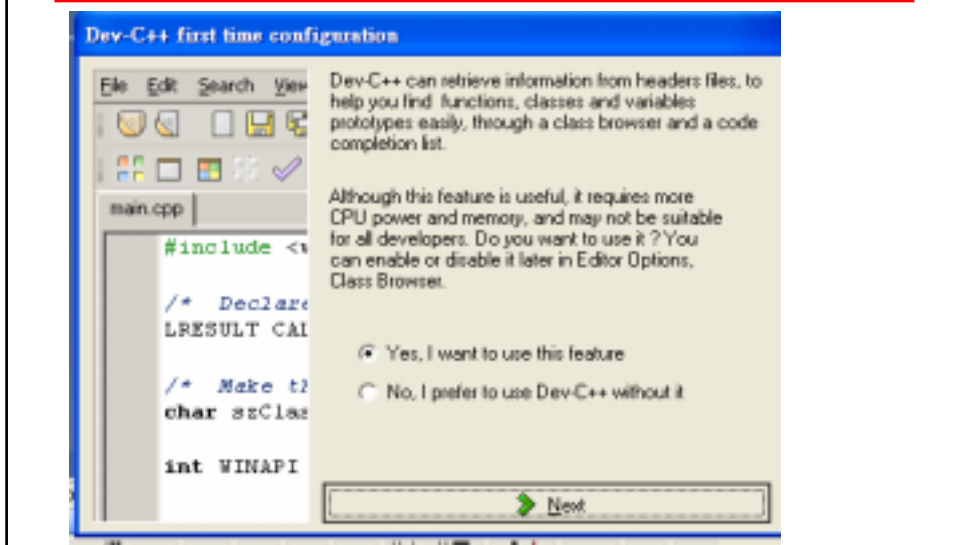 Dev-C++ first time configuration
File Edit Search View
main.cpp
#include <w
/* Declare
LRESULT CAL
/* Make th
char szClas
int WINAPI
Dev-C++ can retrieve information from headers files, to
help you find functions, classes and variables
prototypes easily, through a class browser and a code
completion list.
Although this feature is useful, it requires more
CPU power and memory, and may not be suitable
for all developers. Do you want to use it ? You
can enable or disable it later in Editor Options,
Class Browser.
Yes, I want to use this feature
No, I prefer to use Dev-C++ without it
Next